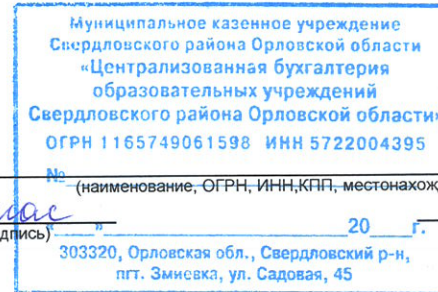 Муниципальное казенное учреждение
Свердловского района Орловской области
«Централизованная бухгалтерия
образовательных учреждений
Свердловского района Орловской области»
ОГРН 1165749061598 ИНН 5722004395
№ (наименование, ОГРН, ИНН,КПП, местонахож
дпись) " " 20 г.
303320, Орловская обл., Свердловский р-н,
пгт. Змиевка, ул. Садовая, 45